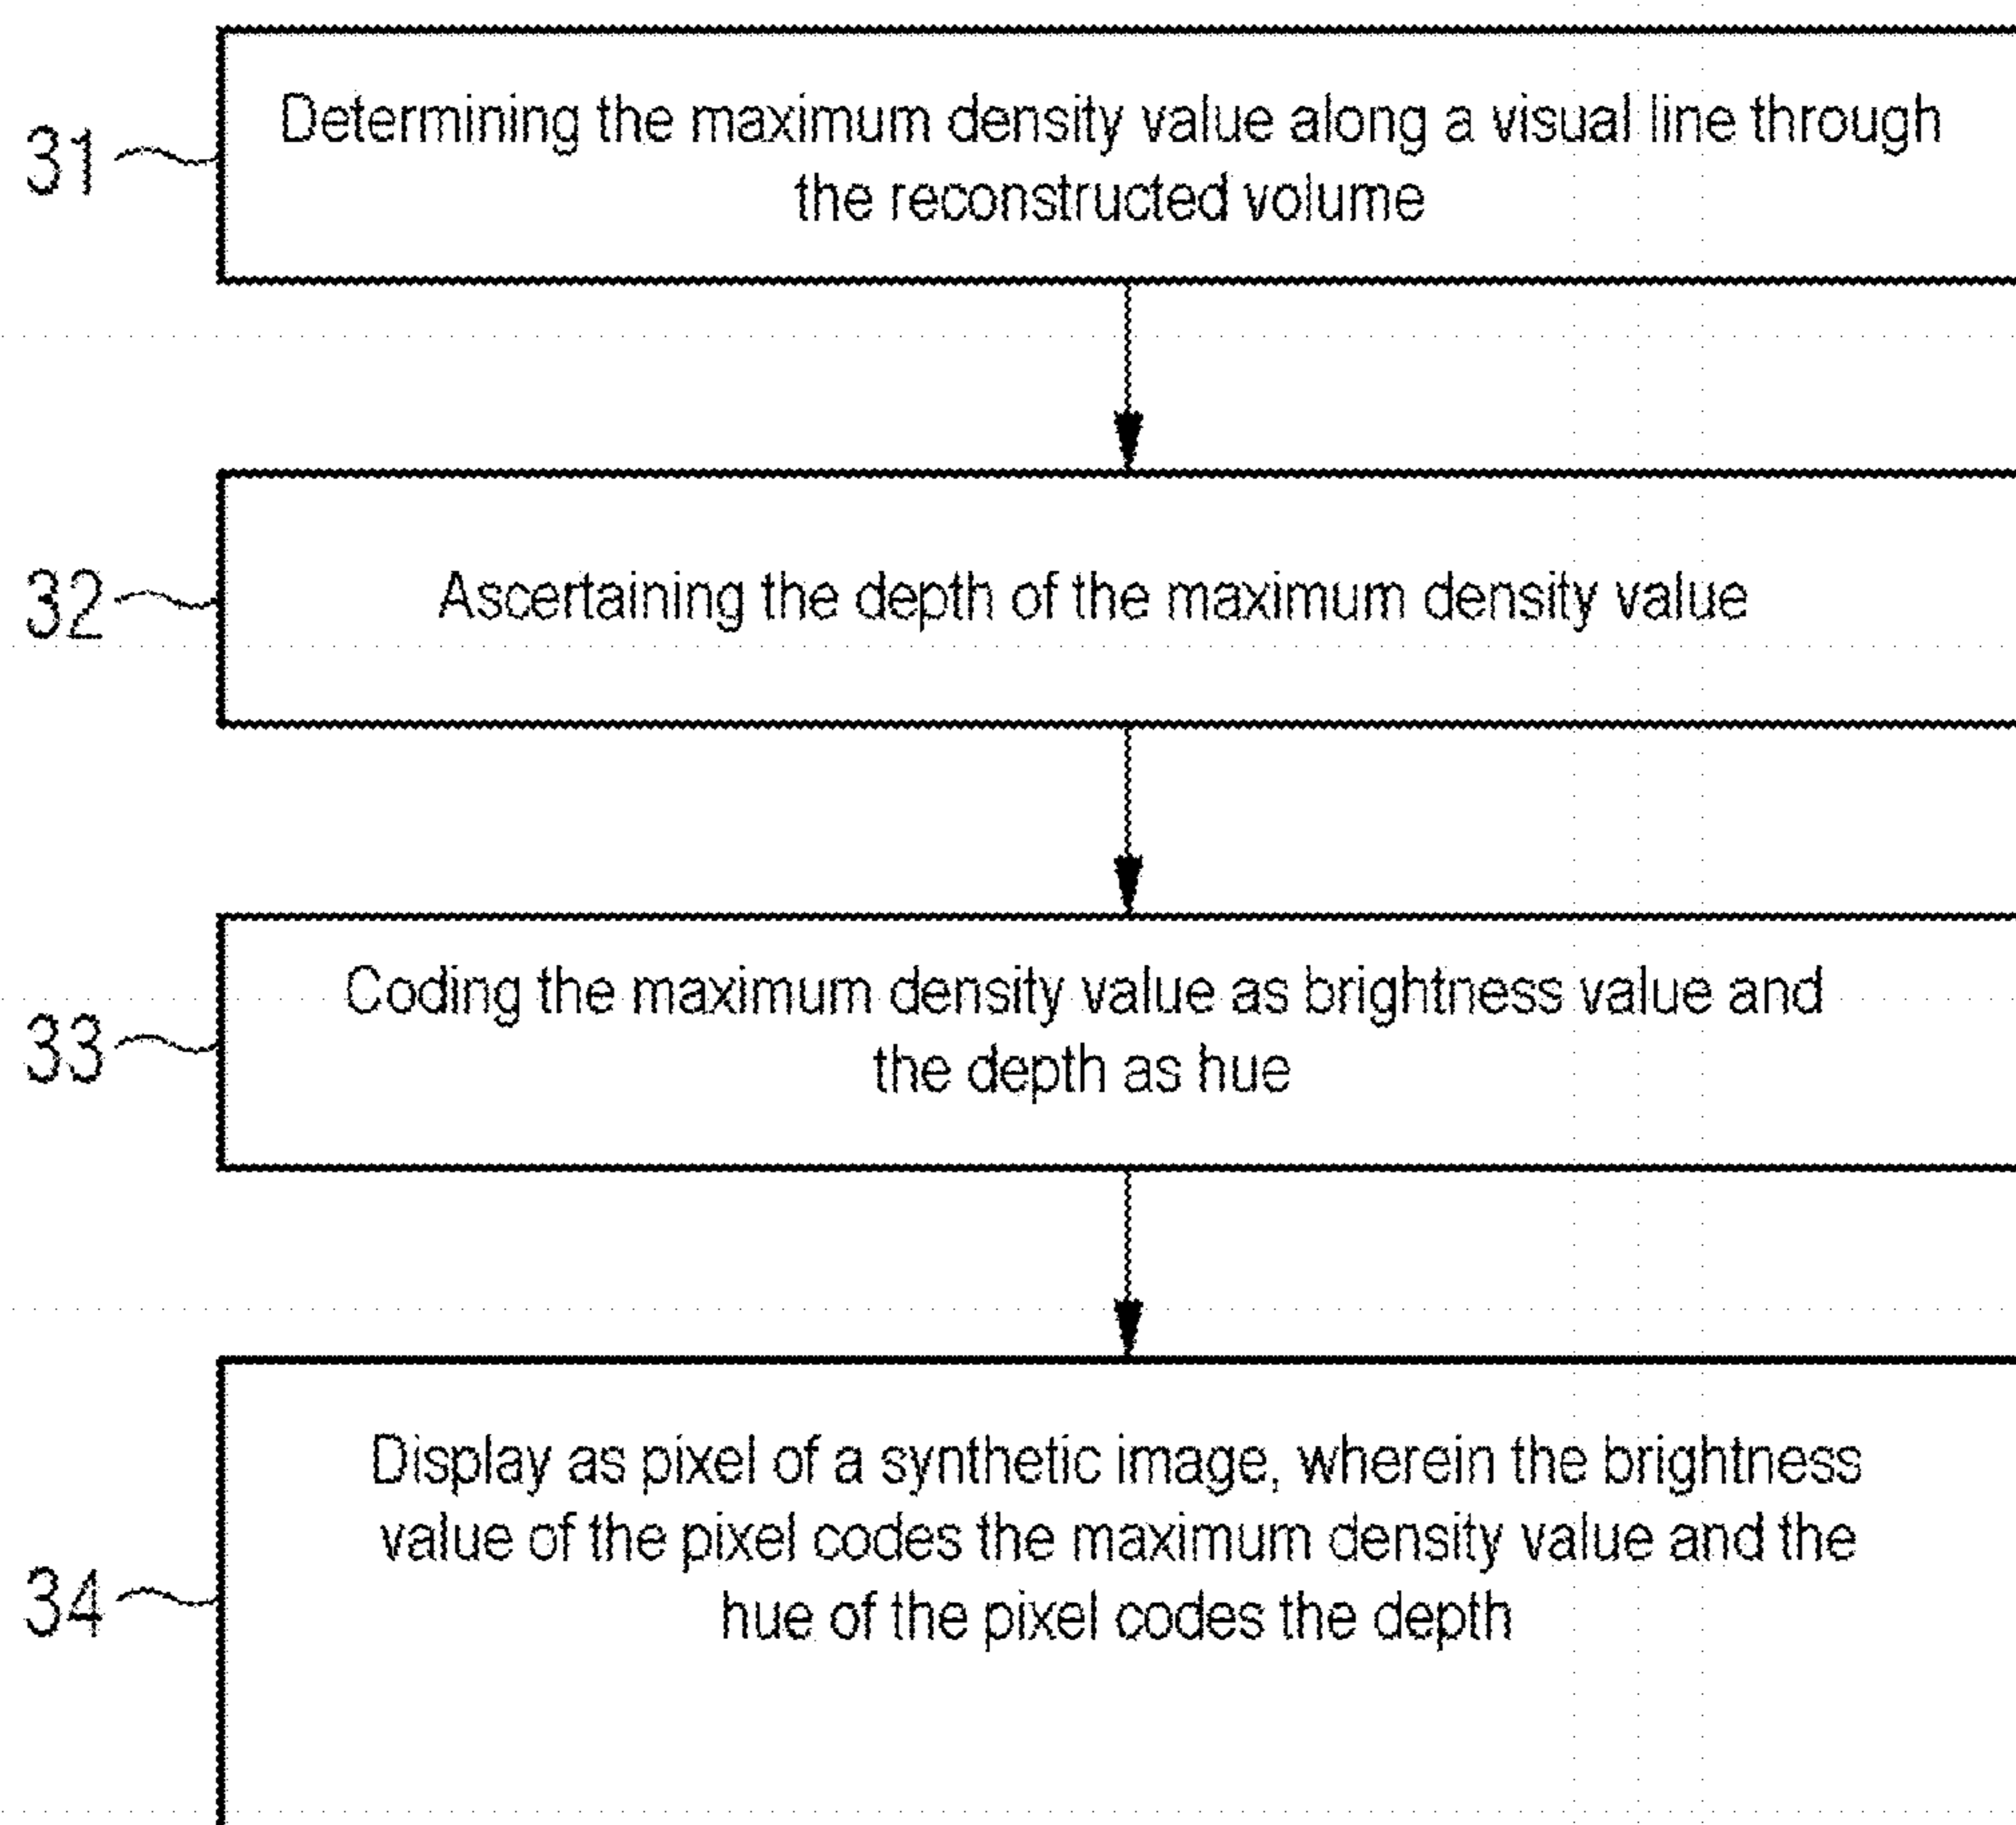 31
Determining the maximum density value along a visual line through
the reconstructed volume
32
Ascertaining the depth of the maximum density value
33
Coding the maximum density value as brightness value and
the depth as hue
34
Display as pixel of a synthetic image, wherein the brightness
value of the pixel codes the maximum density value and the
hue of the pixel codes the depth